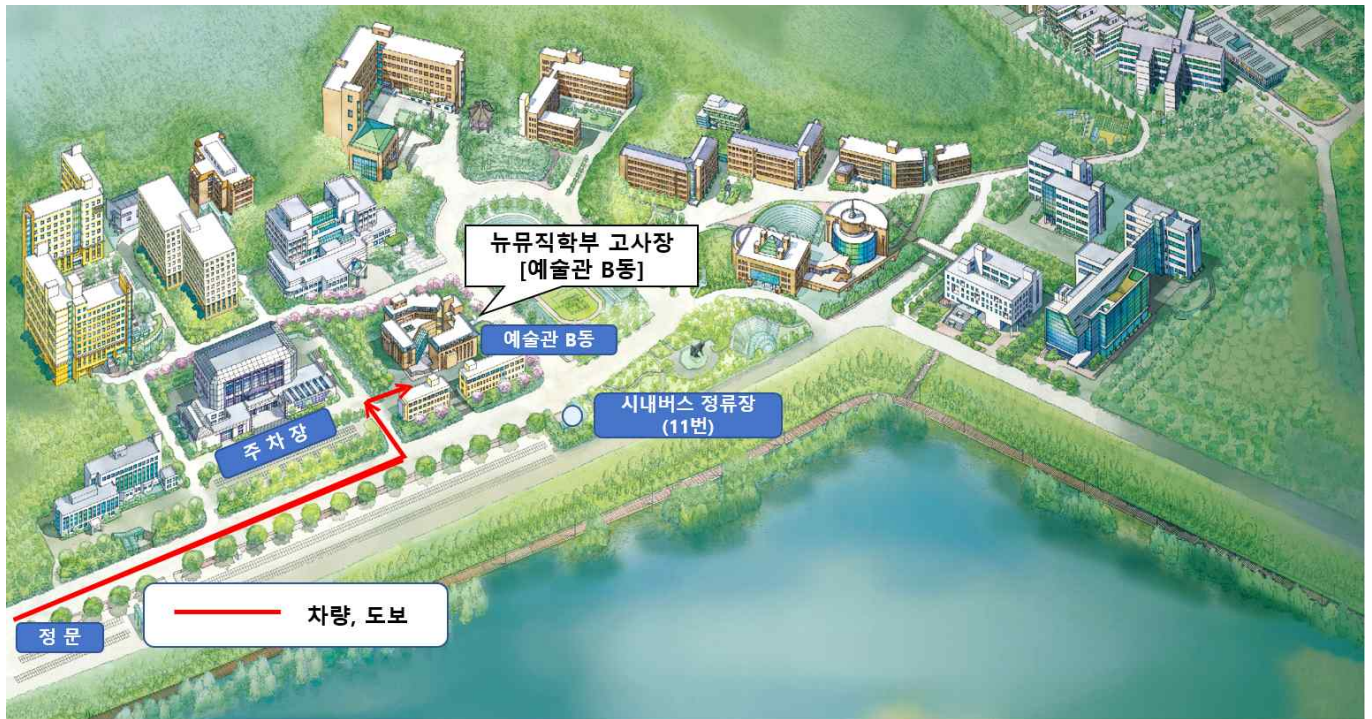 뉴뮤직학부 고사장
[예술관 B동]
예술관 B동
시내버스 정류장
(11번)
주 차 장
차량, 도보
정 문